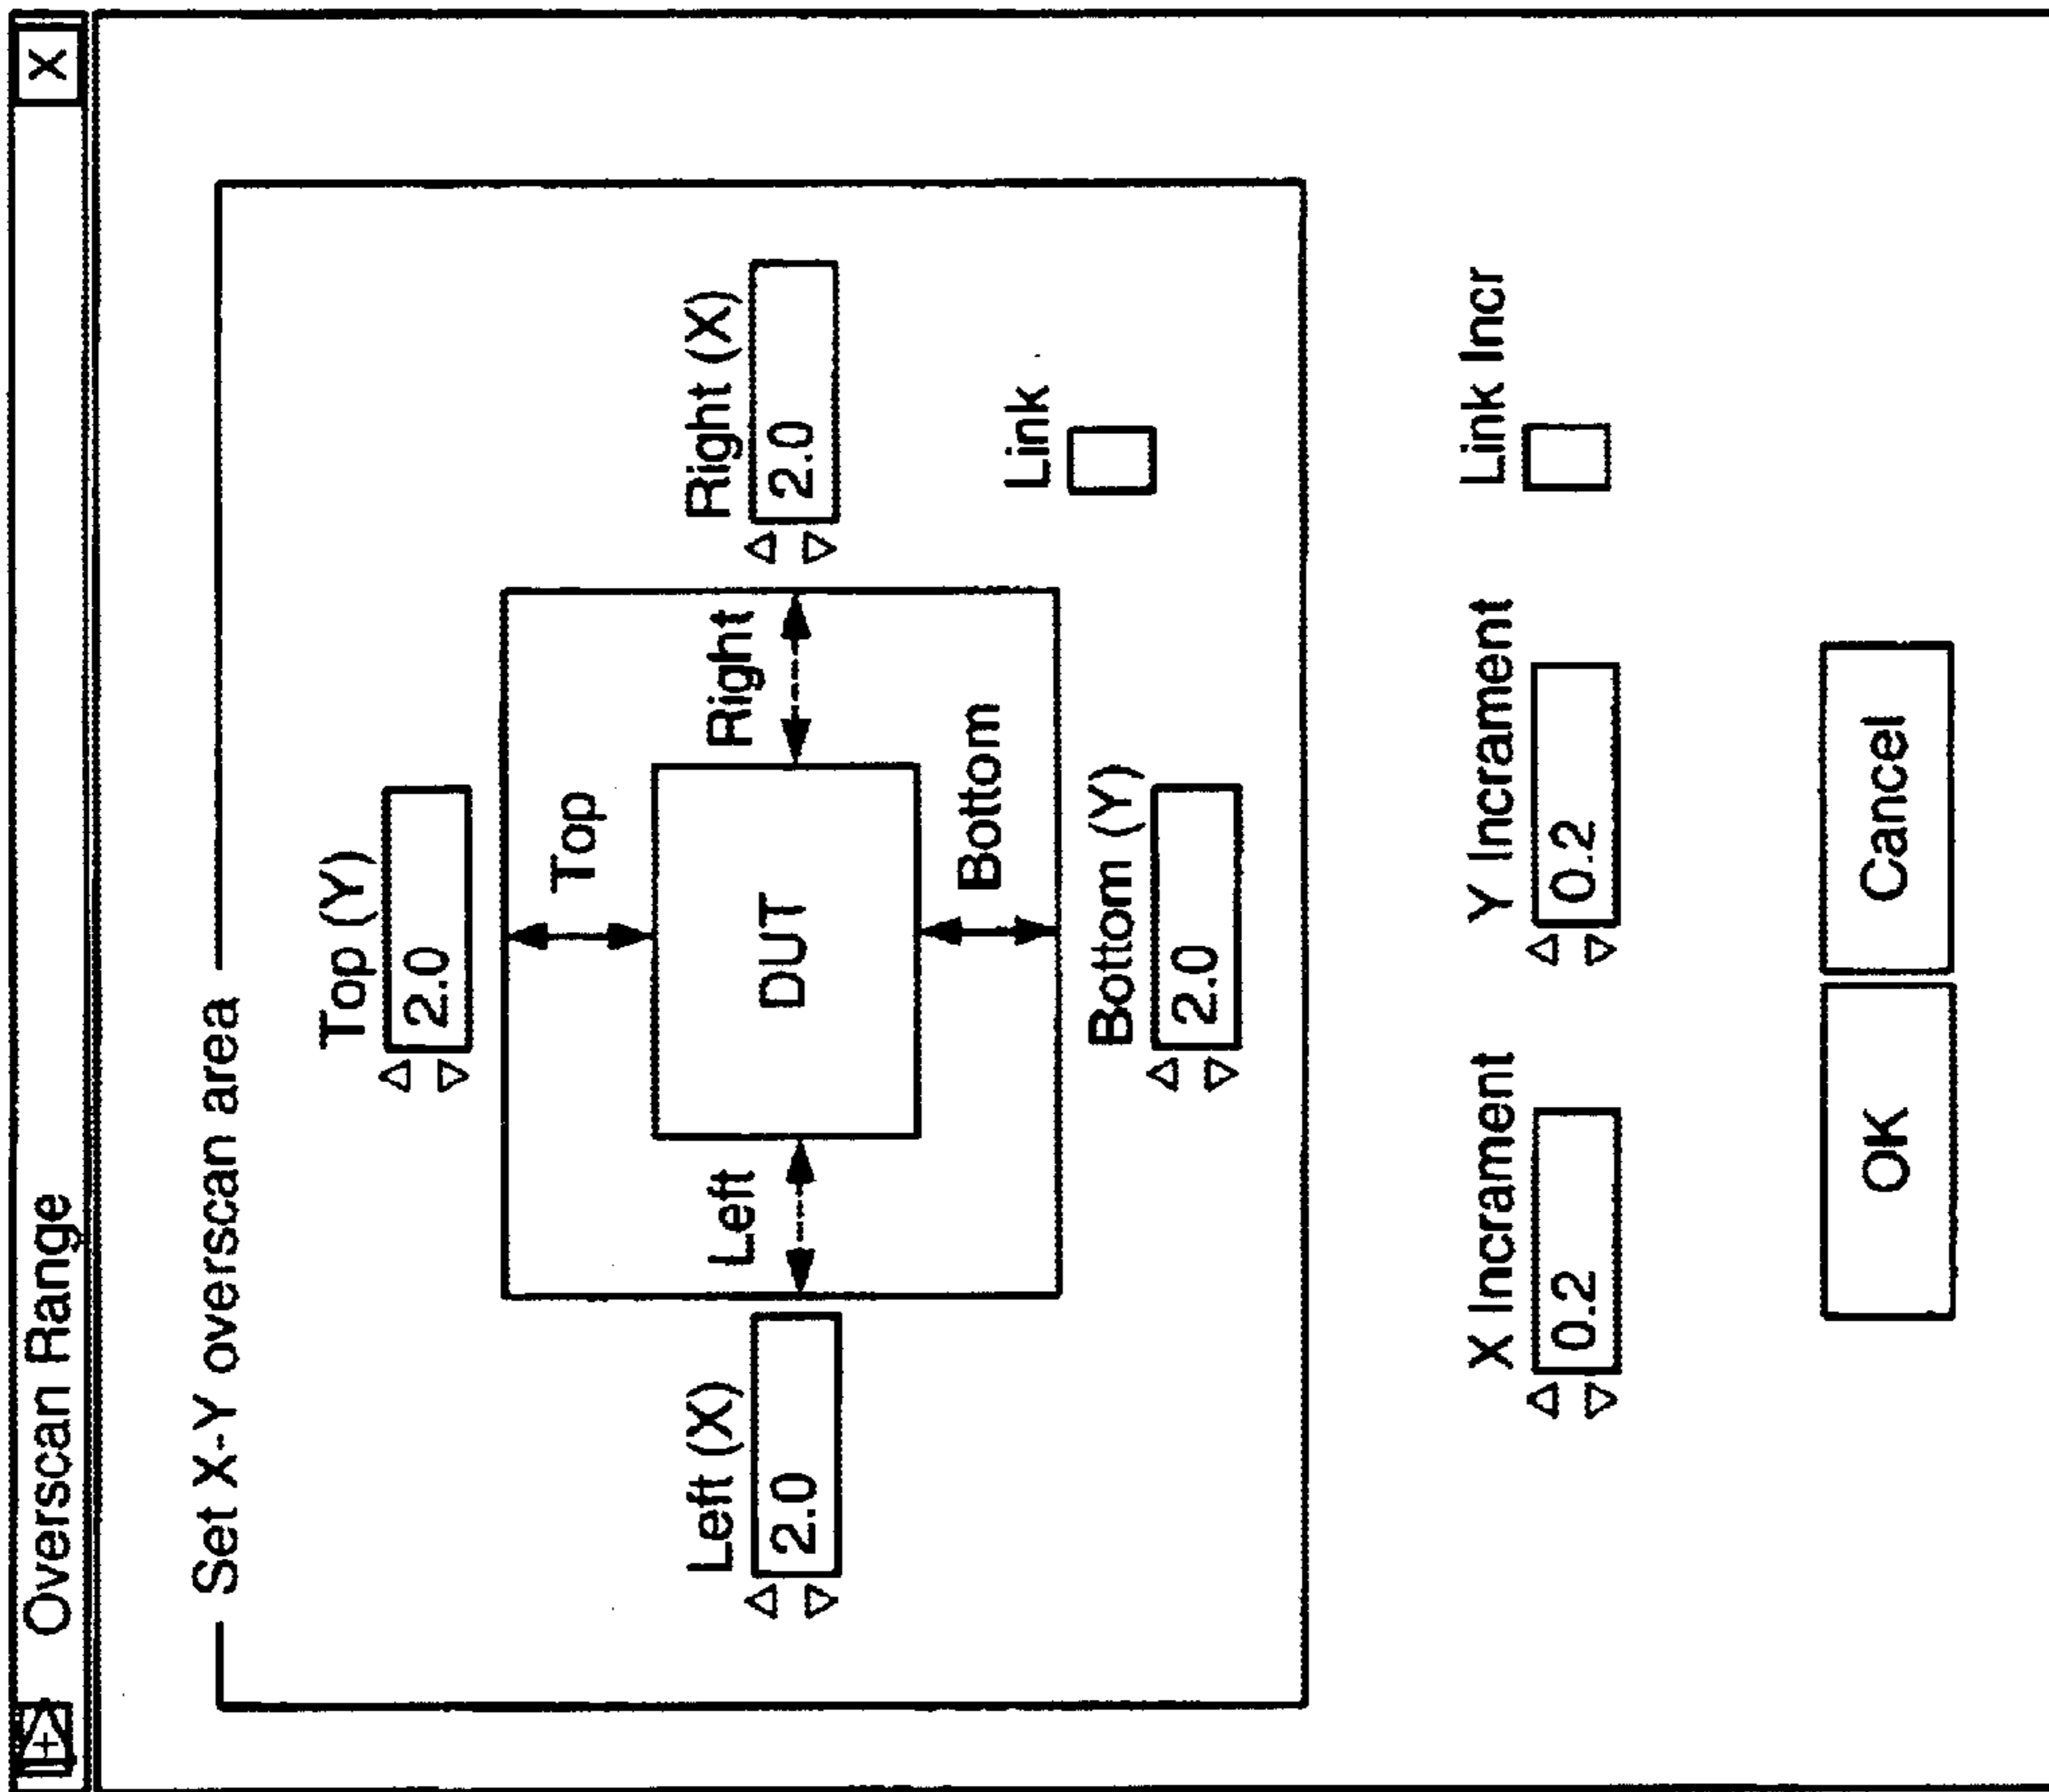 Overscan Range X
Set X-Y overscan area
Top (Y)
2.0
Top
Left (X)
2.0
Left
DUT
Right
Right (X)
2.0
Bottom
Bottom (Y)
2.0
Link
X Incrament
0.2
Y Incrament
0.2
Link Incr
OK
Cancel